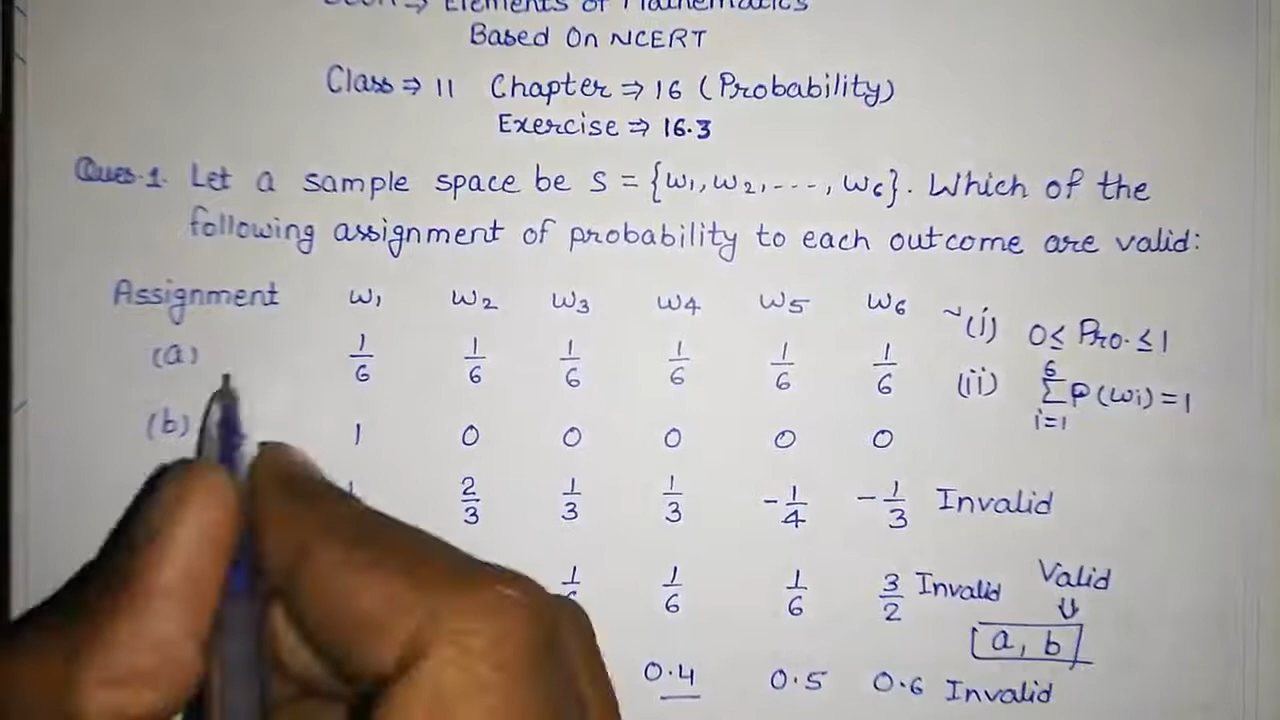 Elements of Mathematics
Based On NCERT
Class ⇒ 11 Chapter ⇒ 16 (Probability)
Exercise ⇒ 16.3
Ques.1. Let a sample space be S = {ω₁, ω₂, ---, ω₆}. Which of the
following assignment of probability to each outcome are valid:
Assignment ω₁ ω₂ ω₃ ω₄ ω₅ ω₆ ~(i) 0 ≤ Pro. ≤ 1
(a) 1/6 1/6 1/6 1/6 1/6 1/6 (ii) ∑_{i=1}^{6} P(ωi) = 1
(b) 1 0 0 0 0 0
2/3 1/3 1/3 -1/4 -1/3 Invalid
1/6 1/6 3/2 Invalid Valid
⇓
a, b
0.4 0.5 0.6 Invalid